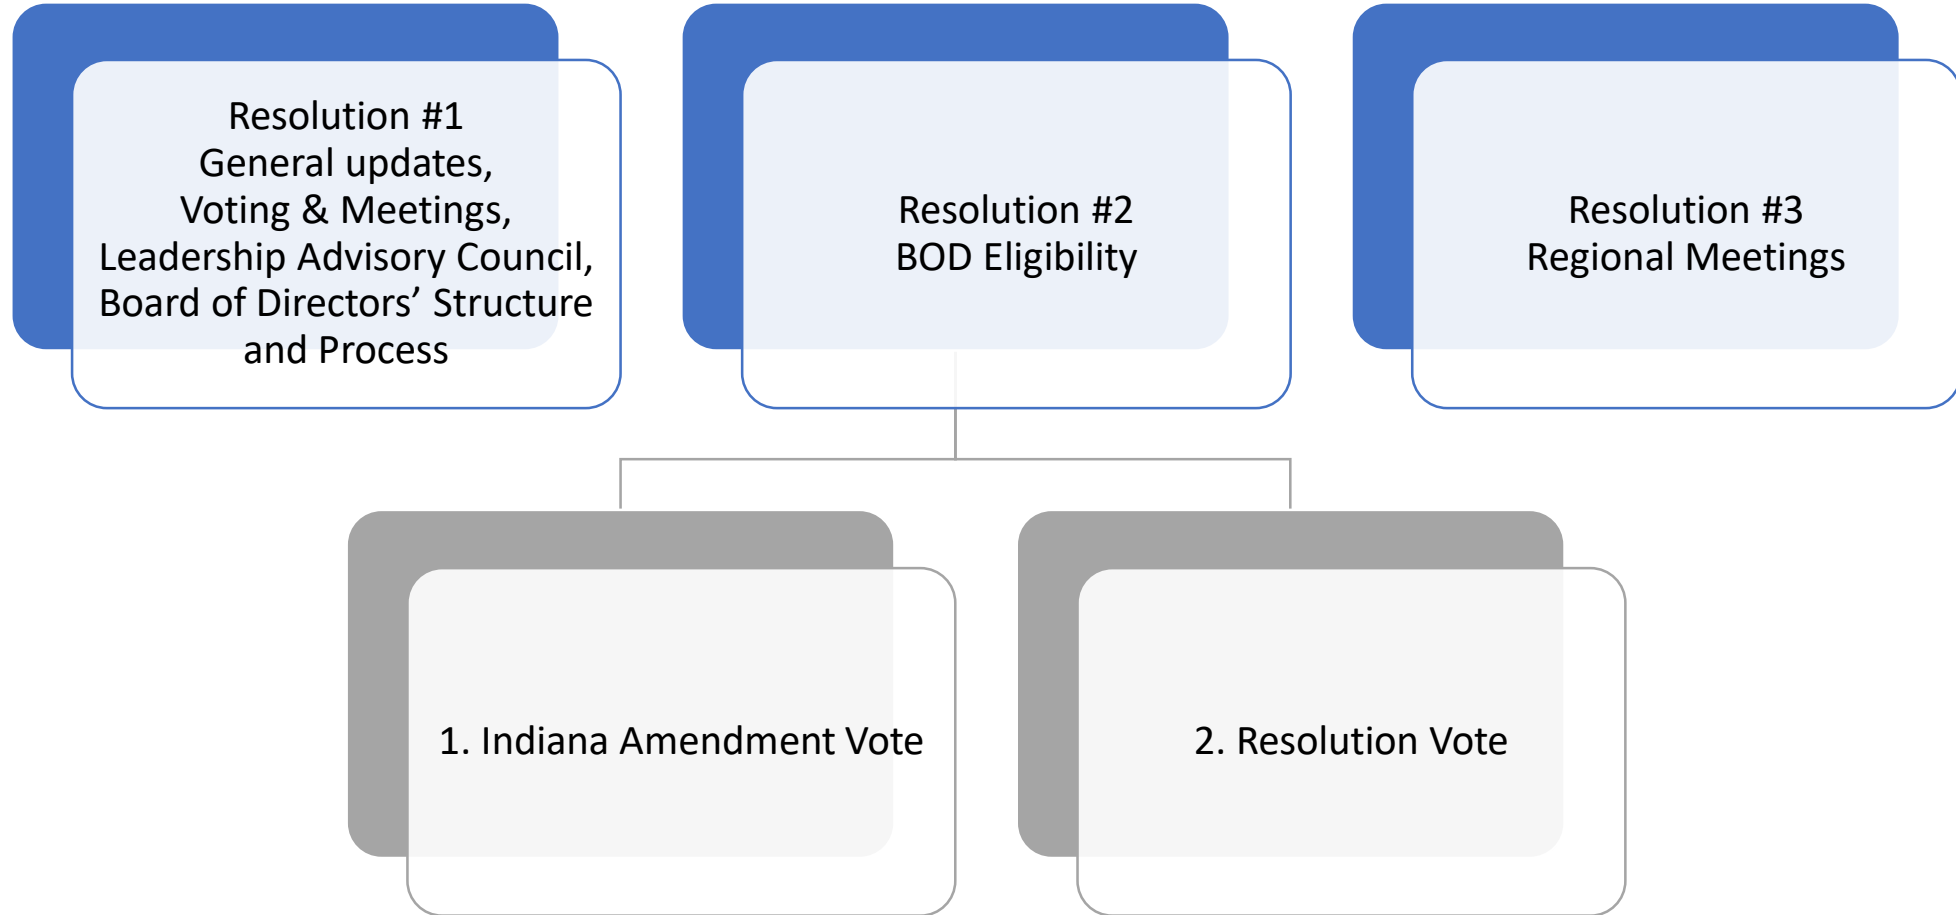 Resolution #1
General updates,
Voting & Meetings,
Leadership Advisory Council,
Board of Directors’ Structure
and Process
Resolution #2
BOD Eligibility
Resolution #3
Regional Meetings
1. Indiana Amendment Vote
2. Resolution Vote